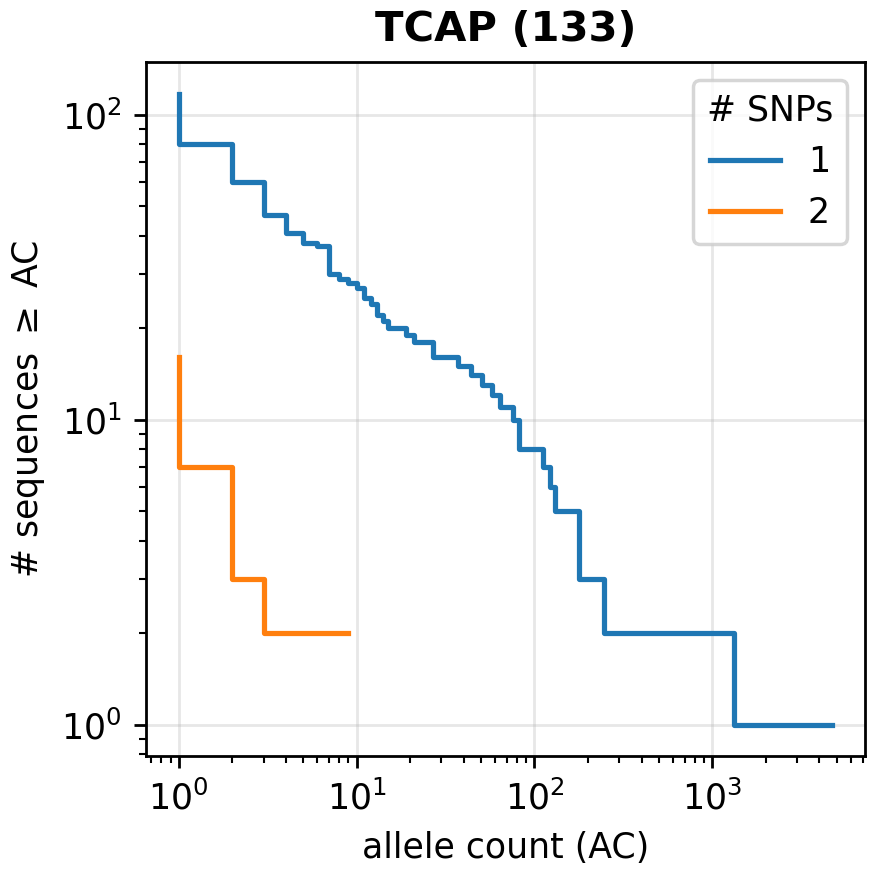 TCAP (133)
# sequences ≥ AC
10²
10¹
10⁰
# SNPs
1
2
10⁰ 10¹ 10² 10³
allele count (AC)